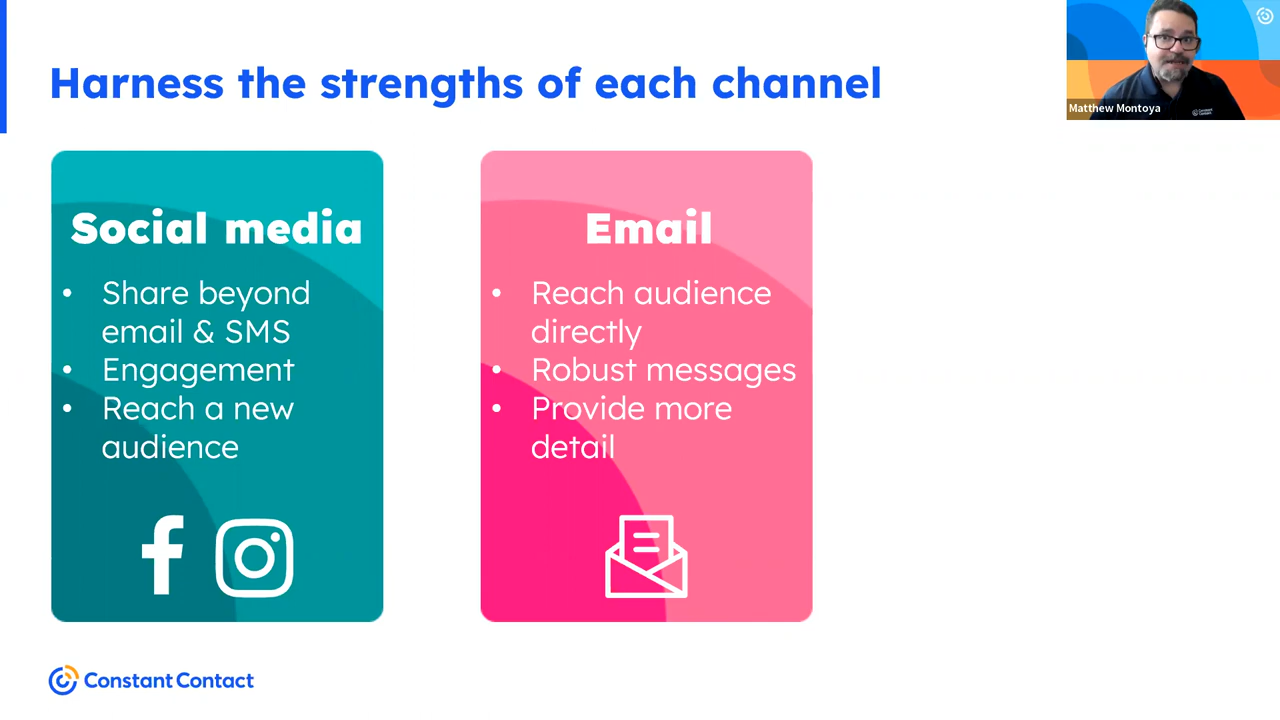 Harness the strengths of each channel
Matthew Montoya
Social media
• Share beyond
email & SMS
• Engagement
• Reach a new
audience
Email
• Reach audience
directly
• Robust messages
• Provide more
detail
Constant Contact